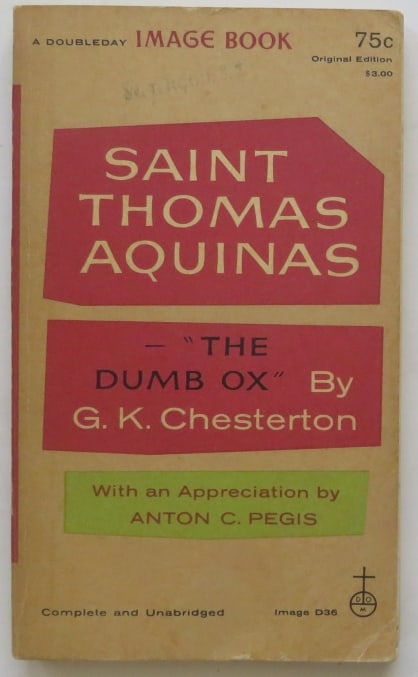 A DOUBLEDAY IMAGE BOOK 75c
Original Edition
$3.00
SAINT
THOMAS
AQUINAS
— "THE
DUMB OX" By
G. K. Chesterton
With an Appreciation by
ANTON C. PEGIS
Complete and Unabridged Image D36
D O
M